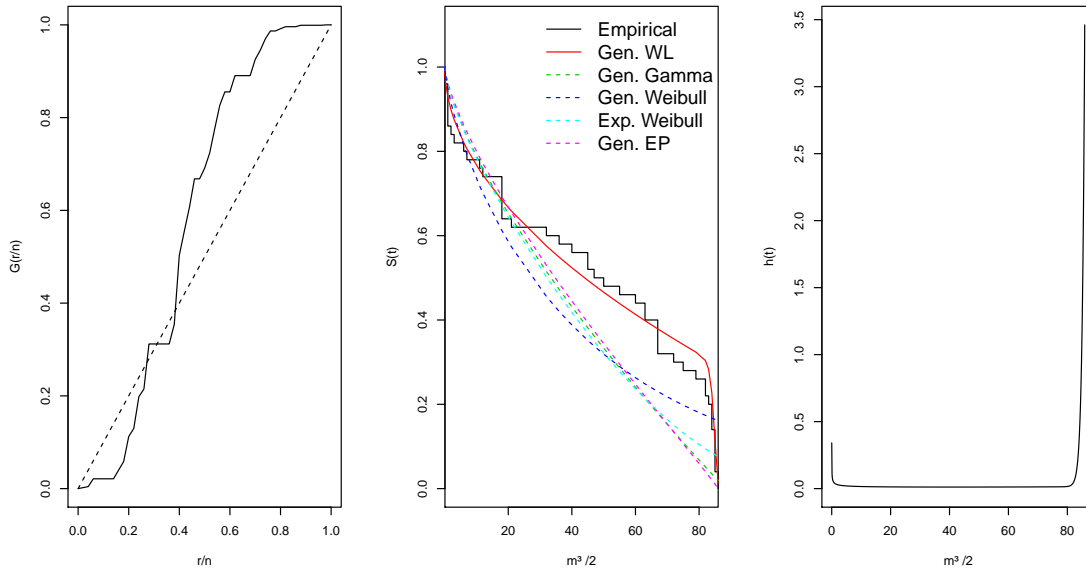 G(r/n)
0.0 0.2 0.4 0.6 0.8 1.0
0.0 0.2 0.4 0.6 0.8 1.0
r/n
Empirical
Gen. WL
Gen. Gamma
Gen. Weibull
Exp. Weibull
Gen. EP
S(t)
0.0 0.2 0.4 0.6 0.8 1.0
20 40 60 80
m³ /2
h(t)
0.0 0.5 1.0 1.5 2.0 2.5 3.0 3.5
0 20 40 60 80
m³ /2